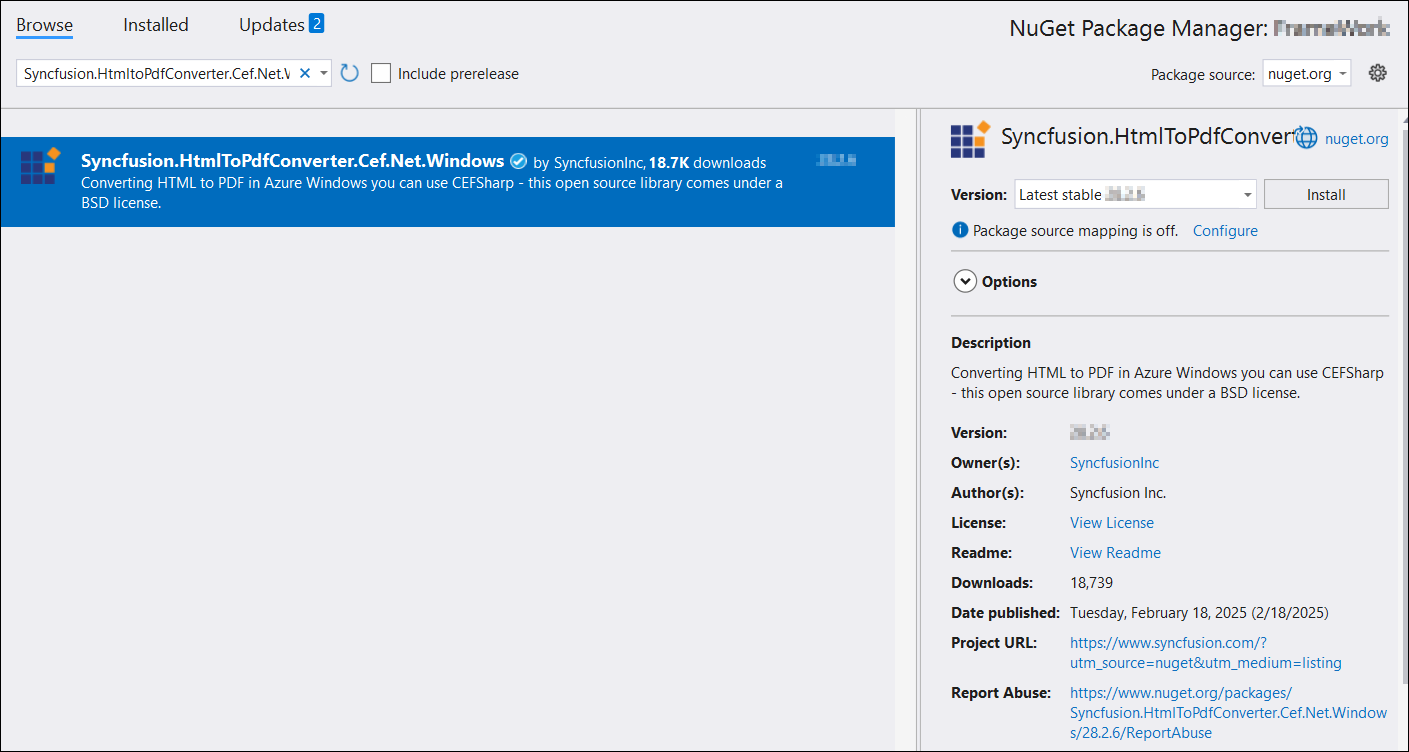 Browse Installed Updates 2
NuGet Package Manager:
Syncfusion.HtmltoPdfConverter.Cef.Net.
Include prerelease
Package source: nuget.org
Syncfusion.HtmlToPdfConverter.Cef.Net.Windows by SyncfusionInc, 18.7K downloads
Converting HTML to PDF in Azure Windows you can use CEFSharp - this open source library comes under a
BSD license.
Syncfusion.HtmlToPdfConver nuget.org
Version: Latest stable Install
Package source mapping is off. Configure
Options
Description
Converting HTML to PDF in Azure Windows you can use CEFSharp
- this open source library comes under a BSD license.
Version:
Owner(s): SyncfusionInc
Author(s): Syncfusion Inc.
License: View License
Readme: View Readme
Downloads: 18,739
Date published: Tuesday, February 18, 2025 (2/18/2025)
Project URL: https://www.syncfusion.com/?
utm_source=nuget&utm_medium=listing
Report Abuse: https://www.nuget.org/packages/
Syncfusion.HtmlToPdfConverter.Cef.Net.Window
s/28.2.6/ReportAbuse